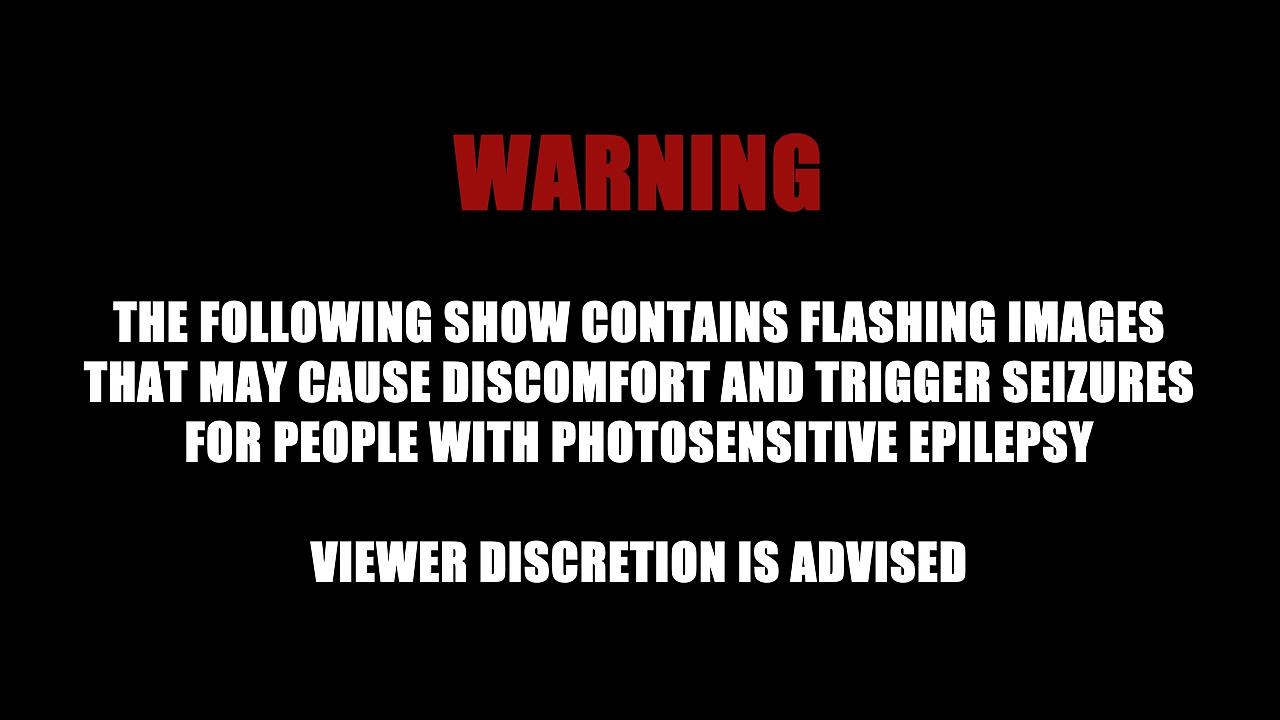 WARNING
THE FOLLOWING SHOW CONTAINS FLASHING IMAGES
THAT MAY CAUSE DISCOMFORT AND TRIGGER SEIZURES
FOR PEOPLE WITH PHOTOSENSITIVE EPILEPSY
VIEWER DISCRETION IS ADVISED